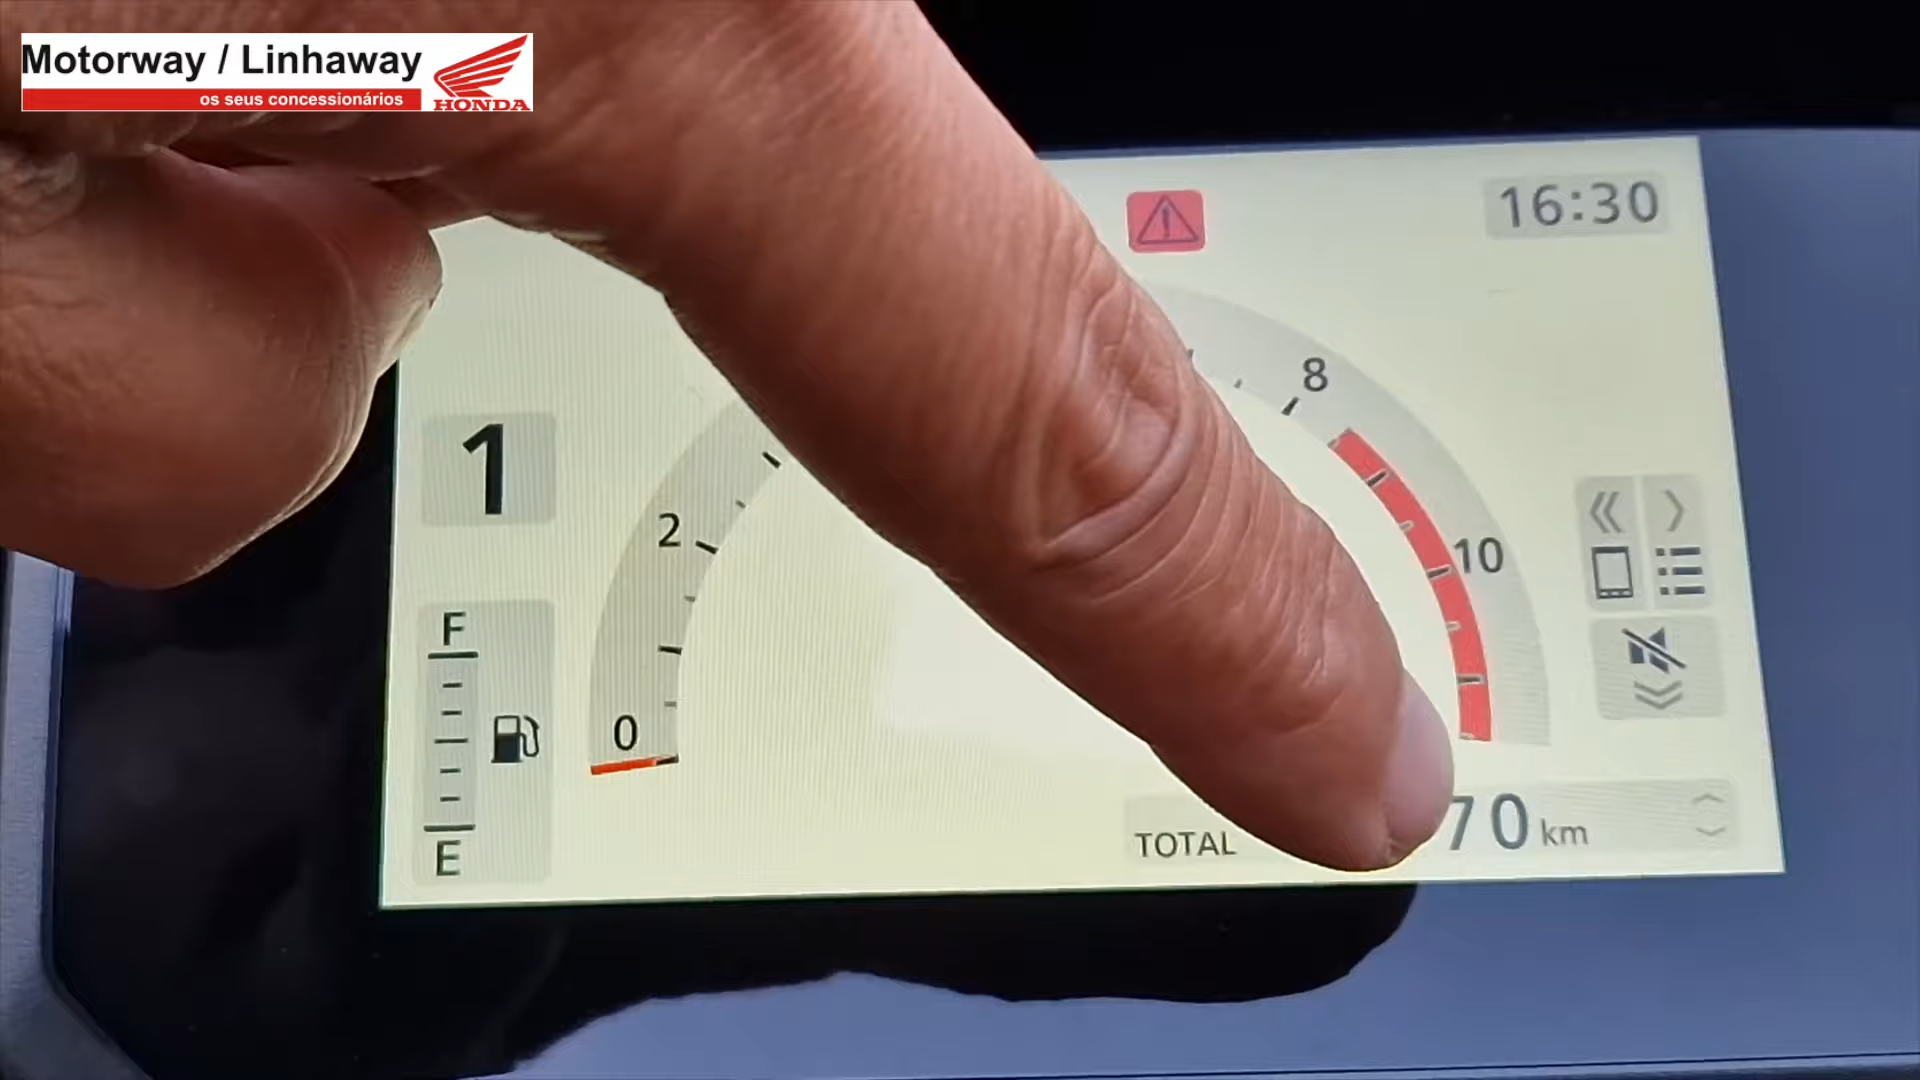 Motorway / Linhaway
os seus concessionários
HONDA
16:30
8
1
2
10
F
0
E
TOTAL
70 km